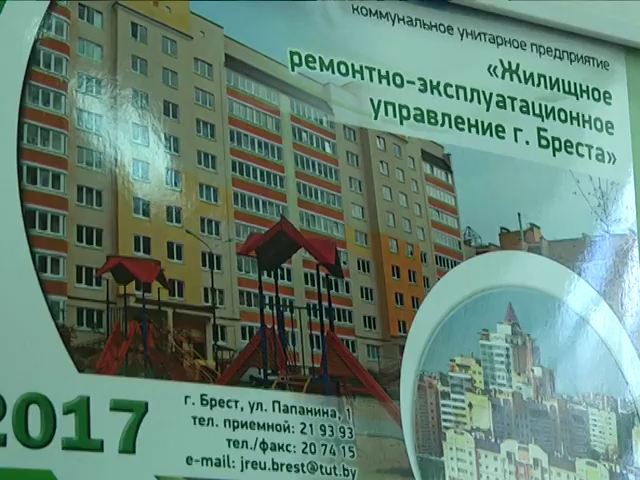 коммунальное унитарное предприятие
«Жилищное
ремонтно-эксплуатационное
управление г. Бреста»
2017
г. Брест, ул. Папанина, 1
тел. приемной: 21 93 93
тел./факс: 20 74 15
e-mail: jreu.brest@tut.by